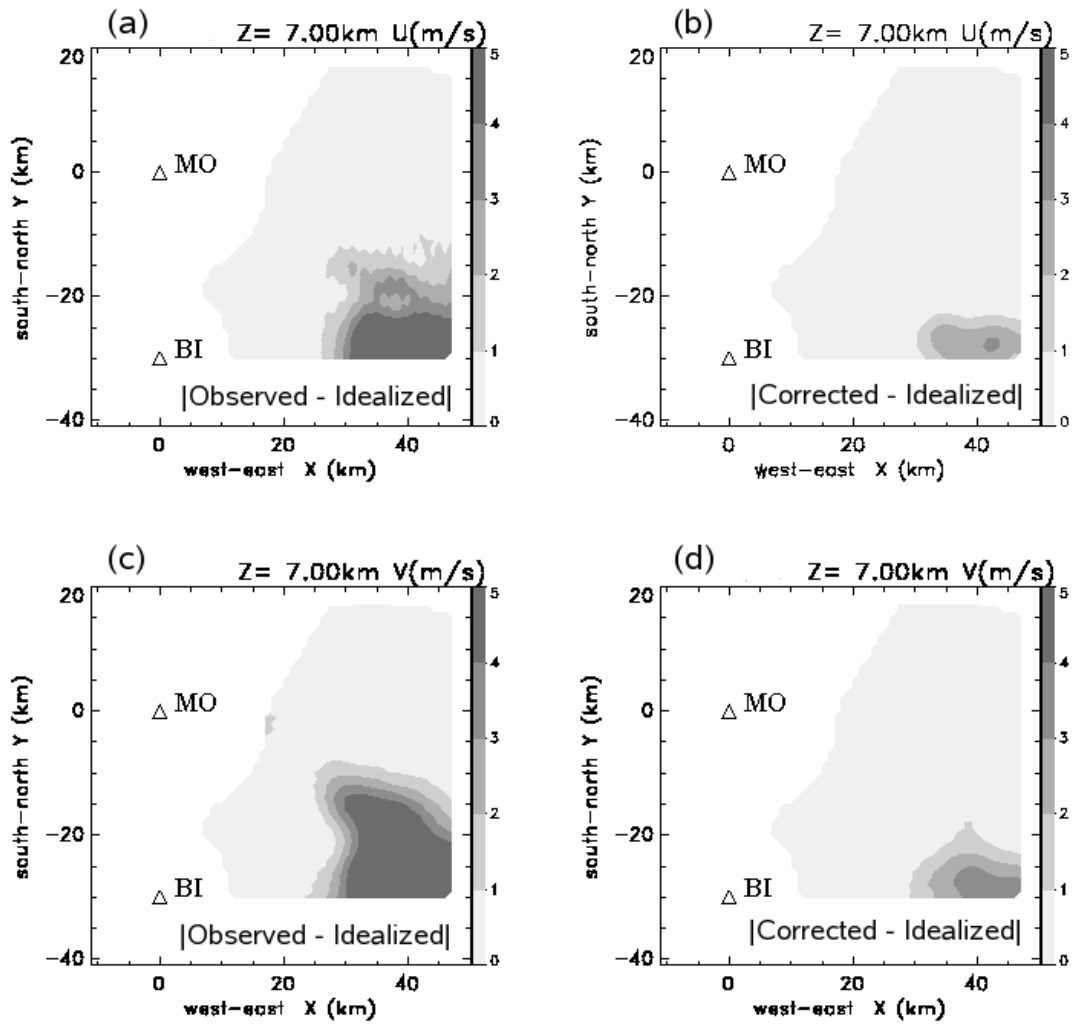 (a)
Z= 7.00km U(m/s)
20
0
−20
−40
south-north Y (km)
MO
BI
|Observed - Idealized|
0
20
40
west-east X (km)
5
4
3
2
1
0
(b)
Z= 7.00km U(m/s)
20
0
−20
−40
south-north Y (km)
MO
BI
|Corrected - Idealized|
0
20
40
west-east X (km)
5
4
3
2
1
0
(c)
Z= 7.00km V(m/s)
20
0
−20
−40
south-north Y (km)
MO
BI
|Observed - Idealized|
0
20
40
west-east X (km)
5
4
3
2
1
0
(d)
Z= 7.00km V(m/s)
20
0
−20
−40
south-north Y (km)
MO
BI
|Corrected - Idealized|
0
20
40
west-east X (km)
5
4
3
2
1
0